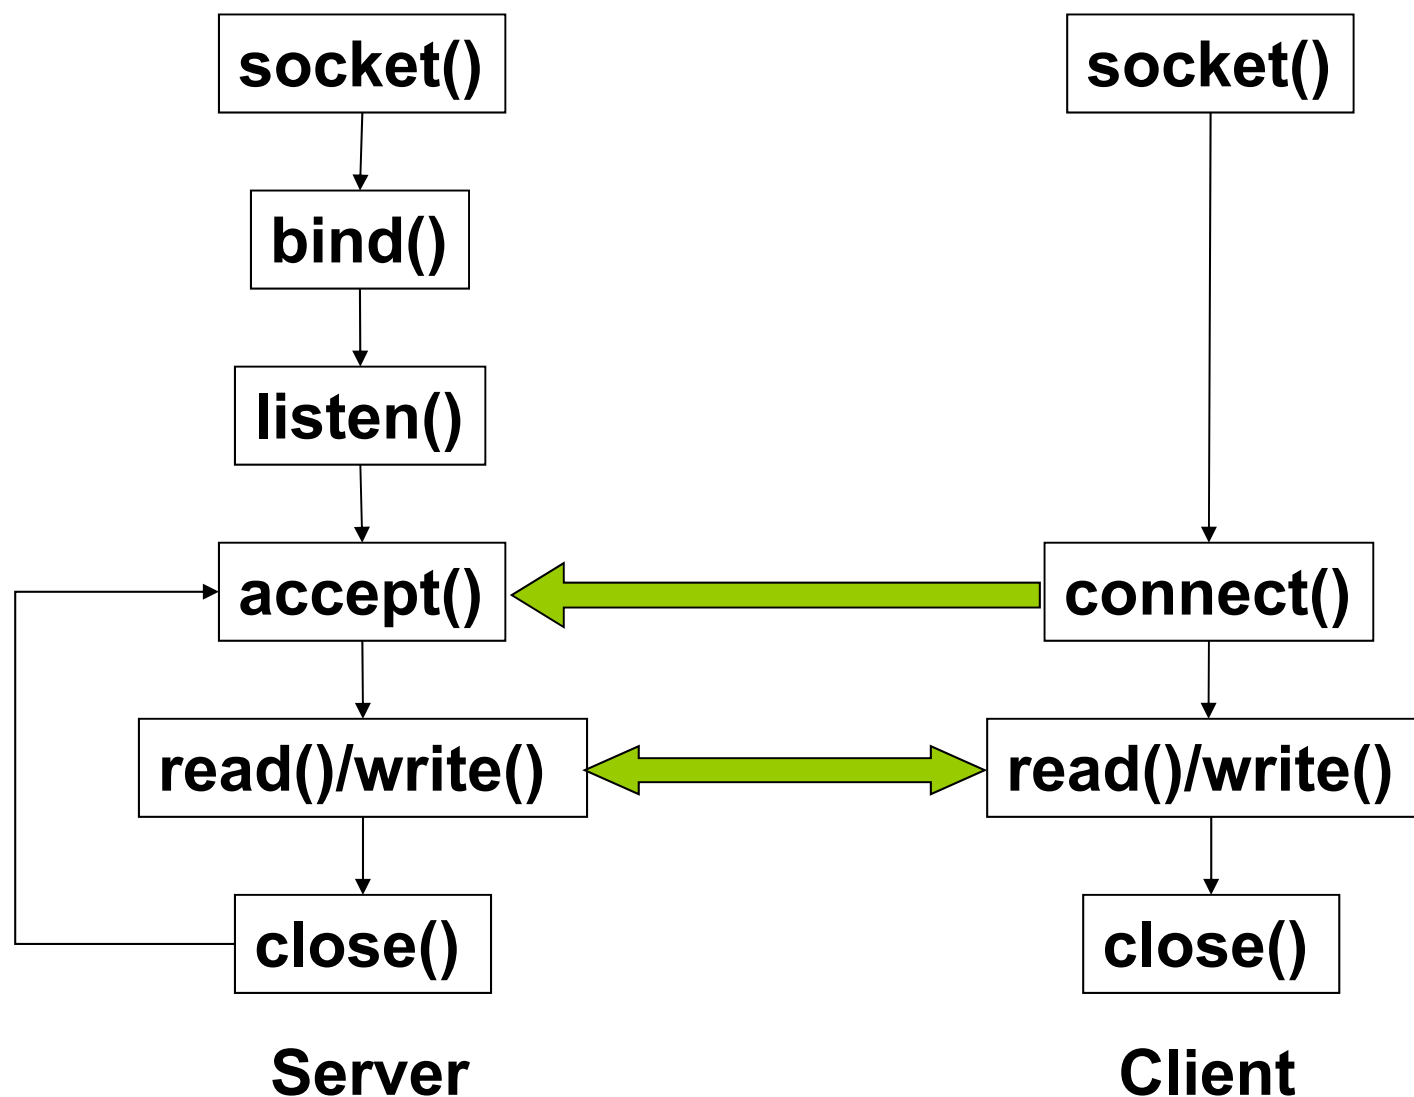 socket()
bind()
listen()
accept()
read()/write()
close()
Server
socket()
connect()
read()/write()
close()
Client